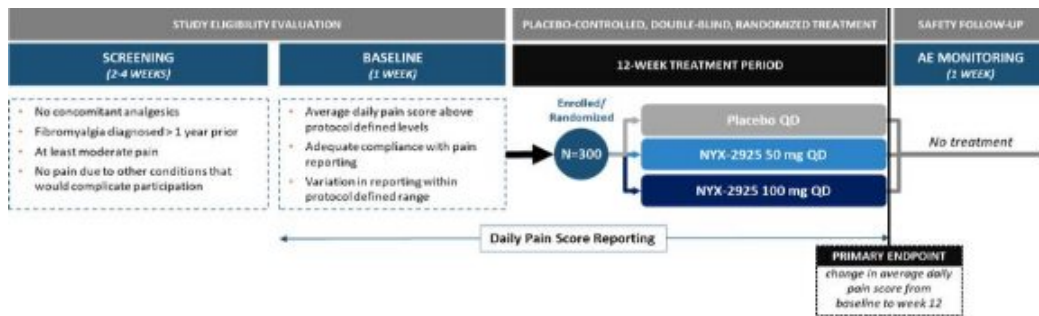 STUDY ELIGIBILITY EVALUATION
PLACEBO-CONTROLLED, DOUBLE-BLIND, RANDOMIZED TREATMENT
SAFETY FOLLOW-UP
SCREENING
(2-4 WEEKS)
BASELINE
(1 WEEK)
12-WEEK TREATMENT PERIOD
AE MONITORING
(1 WEEK)
• No concomitant analgesics
• Fibromyalgia diagnosed > 1 year prior
• At least moderate pain
• No pain due to other conditions that
would complicate participation
• Average daily pain score above
protocol defined levels
• Adequate compliance with pain
reporting
• Variation in reporting within
protocol defined range
Enrolled/
Randomized
N=300
Placebo QD
NYX-2925 50 mg QD
NYX-2925 100 mg QD
No treatment
Daily Pain Score Reporting
PRIMARY ENDPOINT
change in average daily
pain score from
baseline to week 12